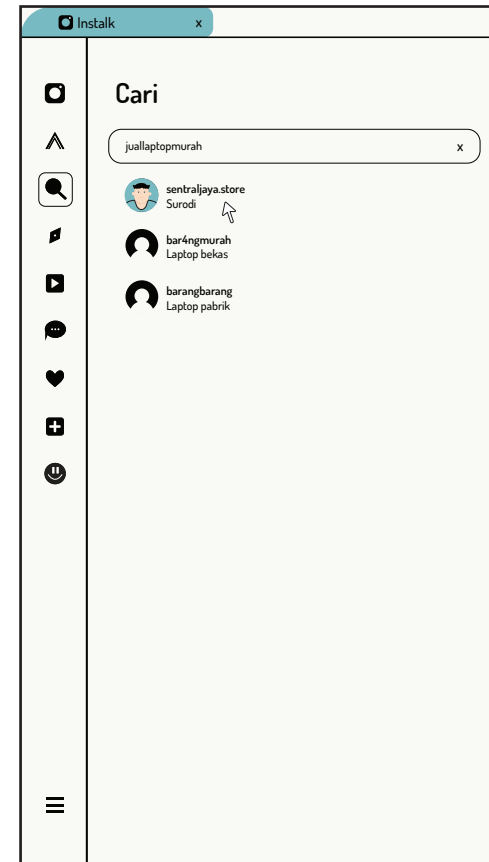 Instalk x
Cari
juallaptopmurah x
sentraljaya.store
Surodi
bar4ngmurah
Laptop bekas
barangbarang
Laptop pabrik